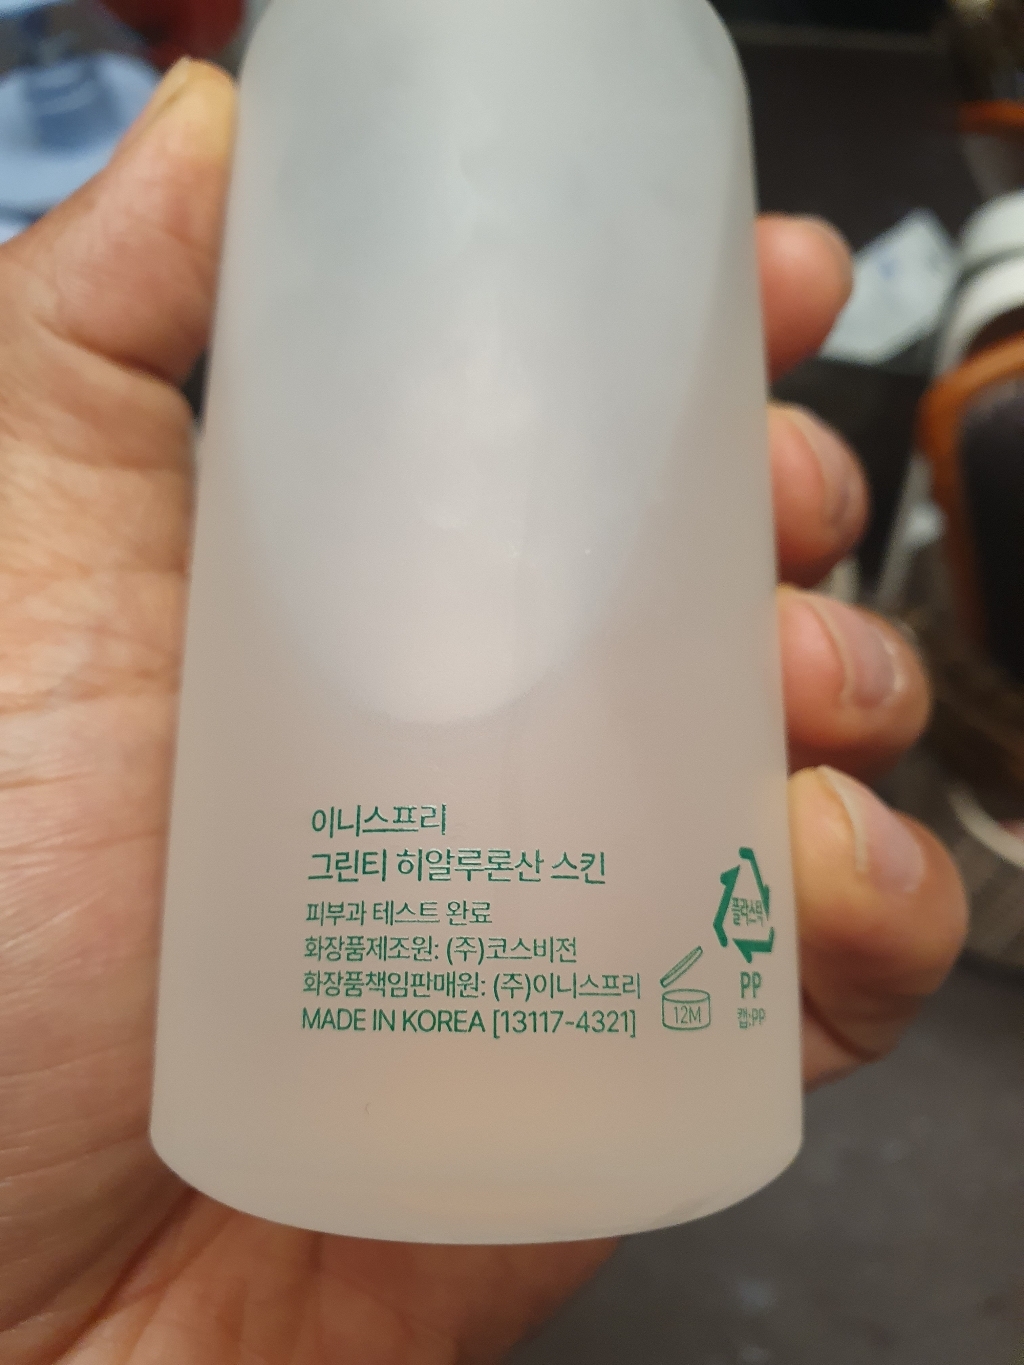 이니스프리
그린티 히알루론산 스킨
피부과 테스트 완료
화장품제조원: (주)코스비전
화장품책임판매원: (주)이니스프리
MADE IN KOREA [13117-4321]
12M
플라스틱
PP
캡:PP